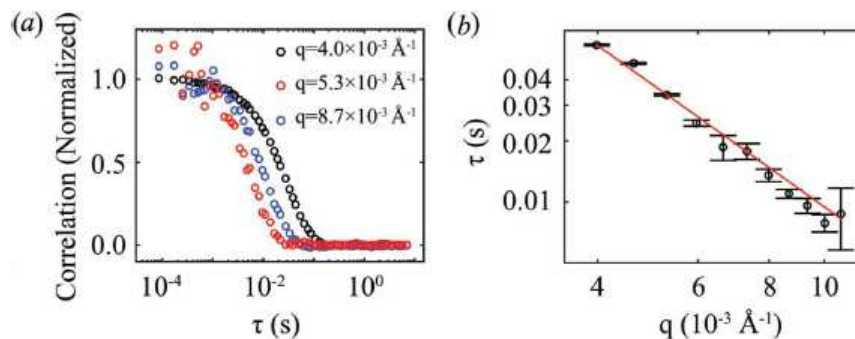 (a)
Correlation (Normalized)
1.0
0.5
0.0
q=4.0×10⁻³ Å⁻¹
q=5.3×10⁻³ Å⁻¹
q=8.7×10⁻³ Å⁻¹
10⁻⁴ 10⁻² 10⁰
τ (s)
(b)
τ (s)
0.04
0.03
0.02
0.01
4 6 8 10
q (10⁻³ Å⁻¹)